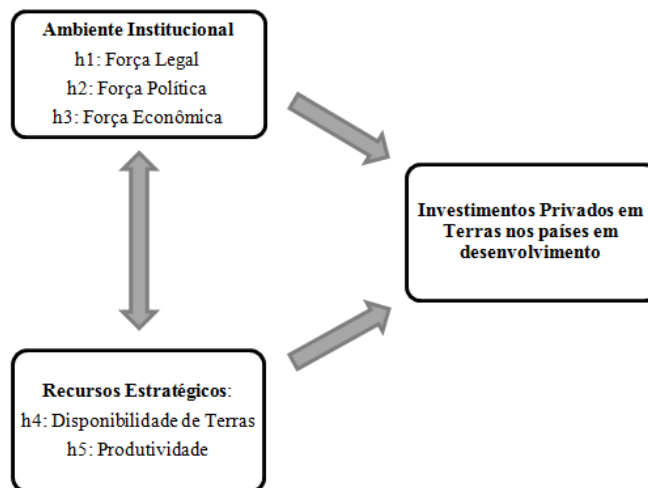 Ambiente Institucional
h1: Força Legal
h2: Força Política
h3: Força Econômica
Investimentos Privados em
Terras nos países em
desenvolvimento
Recursos Estratégicos:
h4: Disponibilidade de Terras
h5: Produtividade